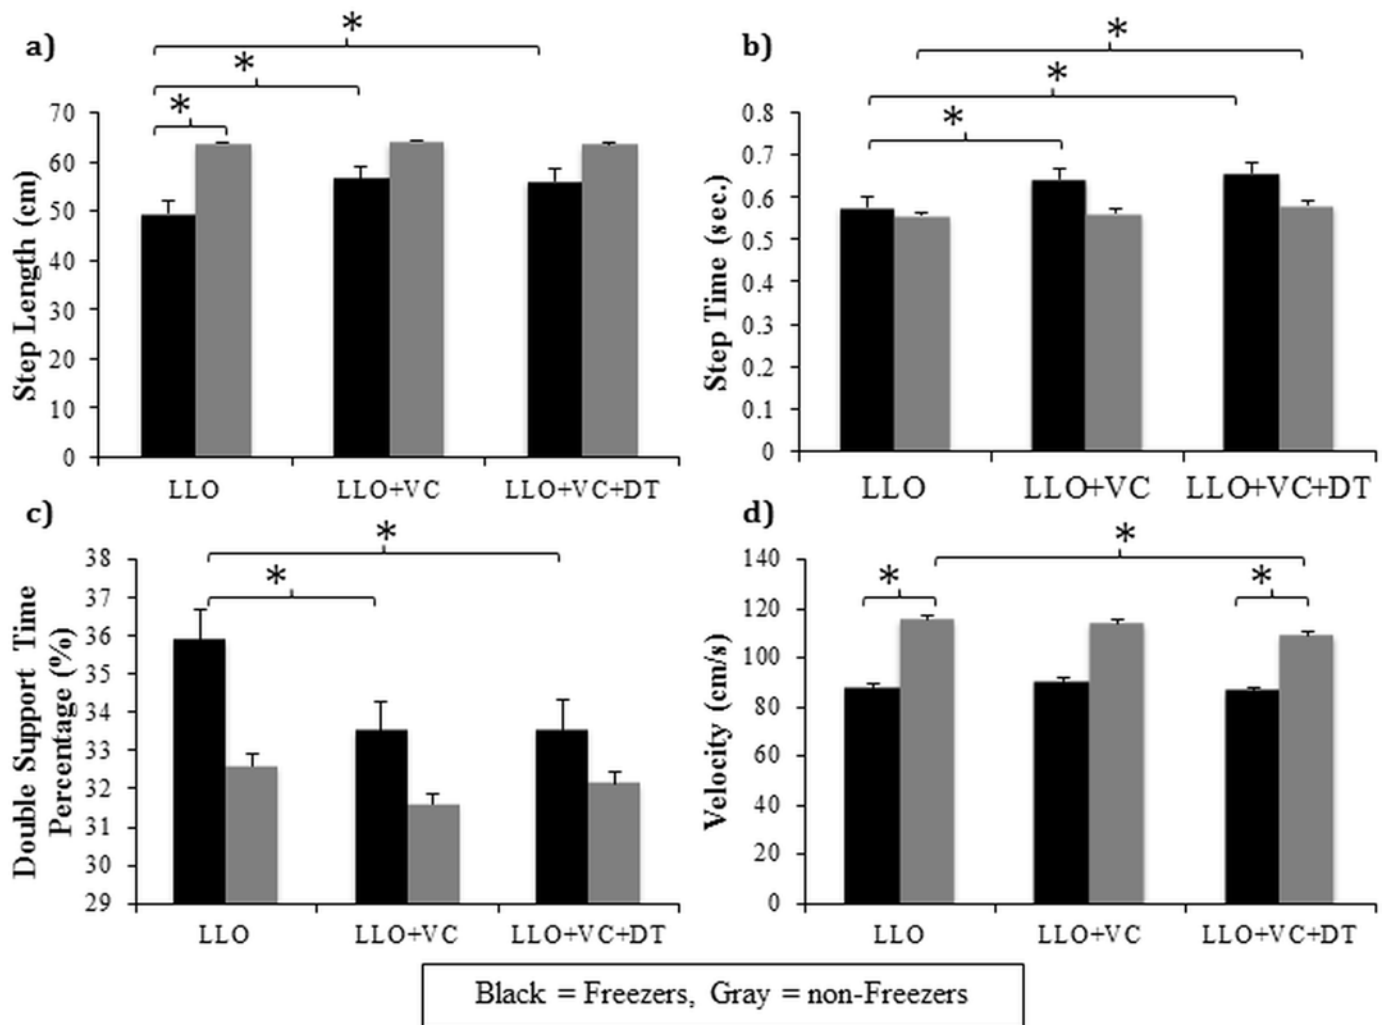 a)
*
*
*
Step Length (cm)
70
60
50
40
30
20
10
0
LLO
LLO+VC
LLO+VC+DT
b)
*
*
*
Step Time (sec.)
0.8
0.7
0.6
0.5
0.4
0.3
0.2
0.1
0
LLO
LLO+VC
LLO+VC+DT
c)
*
*
Double Support Time
Percentage (%)
38
37
36
35
34
33
32
31
30
29
LLO
LLO+VC
LLO+VC+DT
d)
*
*
*
Velocity (cm/s)
140
120
100
80
60
40
20
0
LLO
LLO+VC
LLO+VC+DT
Black = Freezers, Gray = non-Freezers